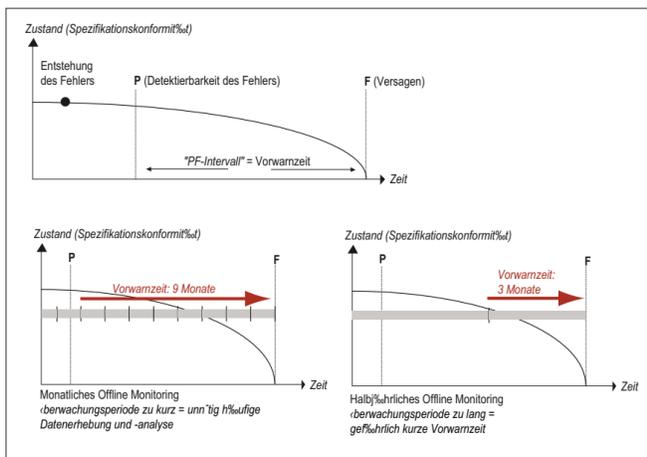 Zustand (Spezifikationskonformit‰t)
Entstehung
des Fehlers
P (Detektierbarkeit des Fehlers)
F (Versagen)
"PF-Intervall" = Vorwarnzeit
Zeit
Zustand (Spezifikationskonformit‰t)
P
F
Vorwarnzeit: 9 Monate
Zeit
Monatliches Offline Monitoring
‹berwachungsperiode zu kurz = unnˆtig h‰ufige
Datenerhebung und -analyse
Zustand (Spezifikationskonformit‰t)
P
F
Vorwarnzeit:
3 Monate
Zeit
Halbj‰hrliches Offline Monitoring
‹berwachungsperiode zu lang =
gef‰hrlich kurze Vorwarnzeit